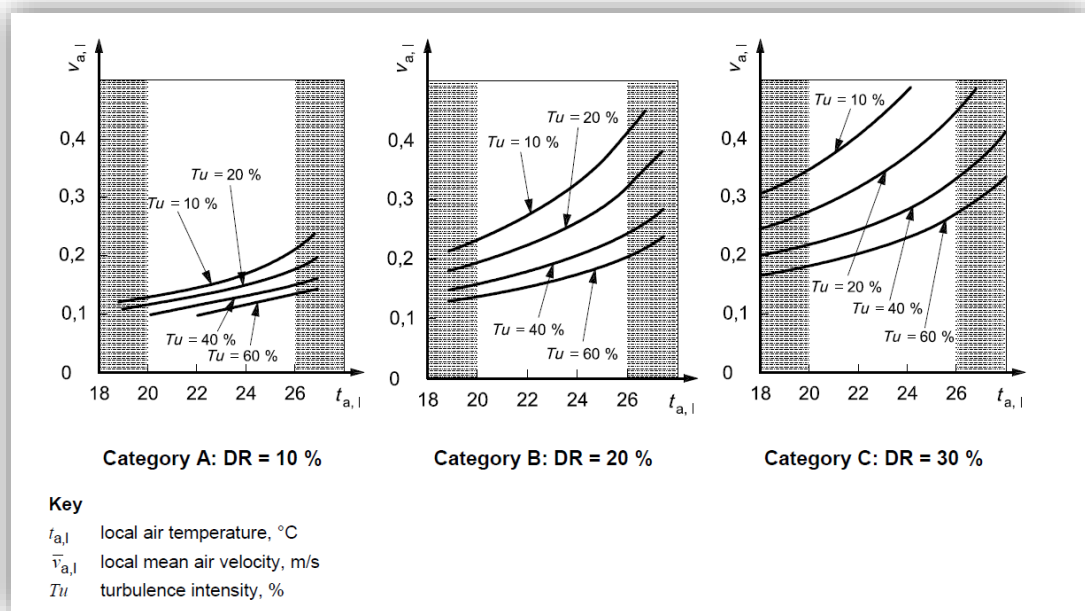 v̅a,l
0,4
0,3
0,2
0,1
0
18 20 22 24 26 ta,l
Tu = 20 %
Tu = 10 %
Tu = 40 %
Tu = 60 %
Category A: DR = 10 %
v̅a,l
0,4
0,3
0,2
0,1
0
18 20 22 24 26 ta,l
Tu = 20 %
Tu = 10 %
Tu = 40 %
Tu = 60 %
Category B: DR = 20 %
v̅a,l
0,4
0,3
0,2
0,1
0
18 20 22 24 26 ta,l
Tu = 10 %
Tu = 20 %
Tu = 40 %
Tu = 60 %
Category C: DR = 30 %
Key
ta,l local air temperature, °C
v̅a,l local mean air velocity, m/s
Tu turbulence intensity, %